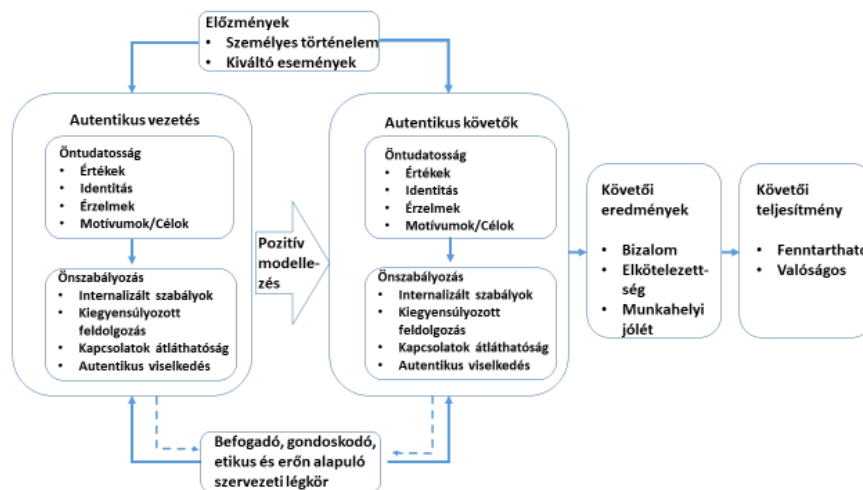 Előzmények
• Személyes történelem
• Kiváltó események
Autentikus vezetés
Öntudatosság
• Értékek
• Identitás
• Érzelmek
• Motívumok/Célok
Önszabályozás
• Internalizált szabályok
• Kiegyensúlyozott
feldolgozás
• Kapcsolatok átláthatóság
• Autentikus viselkedés
Pozitív
modelle-
zés
Autentikus követők
Öntudatosság
• Értékek
• Identitás
• Érzelmek
• Motívumok/Célok
Önszabályozás
• Internalizált szabályok
• Kiegyensúlyozott
feldolgozás
• Kapcsolatok átláthatóság
• Autentikus viselkedés
Követői
eredmények
• Bizalom
• Elkötelezett-
ség
• Munkahelyi
jólét
Követői
teljesítmény
• Fenntartható
• Valóságos
Befogadó, gondoskodó,
etikus és erőn alapuló
szervezeti légkör